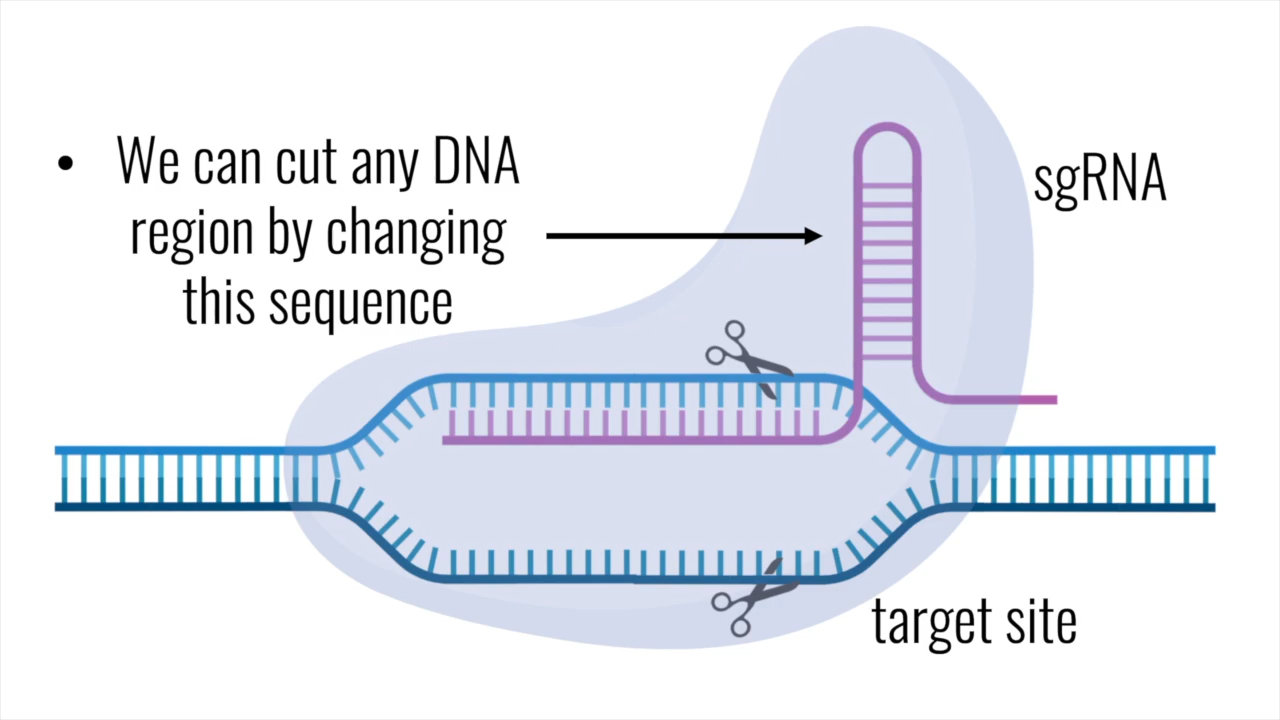 • We can cut any DNA
region by changing
this sequence
sgRNA
target site